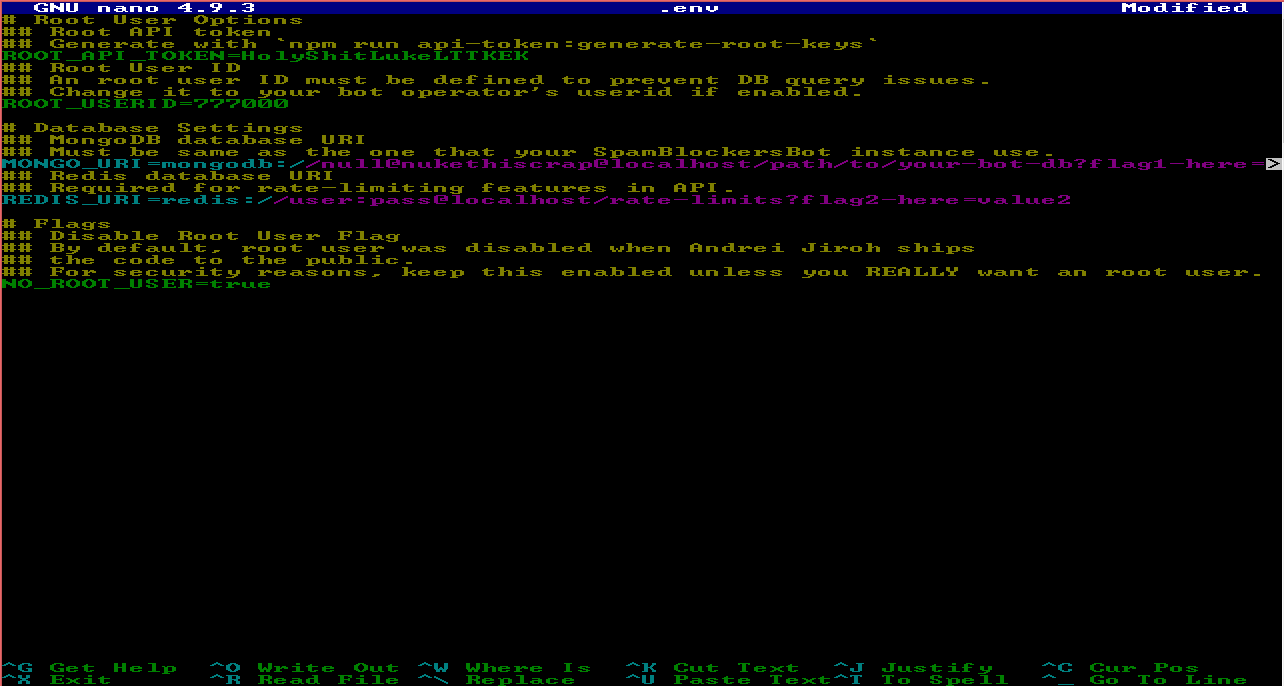 GNU nano 4.9.3 .env Modified
# Root User Options
## Root API token
## Generate with `npm run api-token:generate-root-keys`
ROOT_API_TOKEN=HolyShitLukeLTTKEK
## Root User ID
## An root user ID must be defined to prevent DB query issues.
## Change it to your bot operator's userid if enabled.
ROOT_USERID=777000
# Database Settings
## MongoDB database URI
## Must be same as the one that your SpamBlockersBot instance use.
MONGO_URI=mongodb://null@nukethiscrap@localhost/path/to/your-bot-db?flag1-here=>
## Redis database URI
## Required for rate-limiting features in API.
REDIS_URI=redis://user:pass@localhost/rate-limits?flag2-here=value2
# Flags
## Disable Root User Flag
## By default, root user was disabled when Andrei Jiroh ships
## the code to the public.
## For security reasons, keep this enabled unless you REALLY want an root user.
NO_ROOT_USER=true
^G Get Help ^O Write Out ^W Where Is ^K Cut Text ^J Justify ^C Cur Pos
^X Exit ^R Read File ^\ Replace ^U Paste Text ^T To Spell ^_ Go To Line